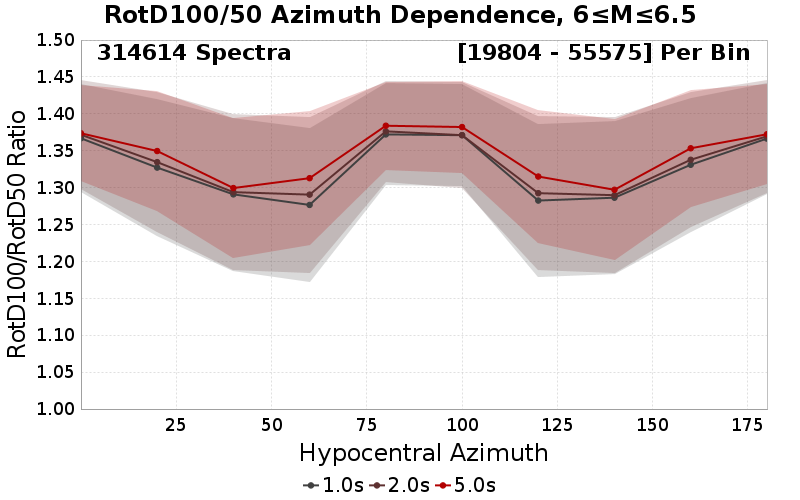 RotD100/50 Azimuth Dependence, 6≤M≤6.5
314614 Spectra
[19804 - 55575] Per Bin
RotD100/RotD50 Ratio
1.50
1.45
1.40
1.35
1.30
1.25
1.20
1.15
1.10
1.05
1.00
25 50 75 100 125 150 175
Hypocentral Azimuth
1.0s 2.0s 5.0s